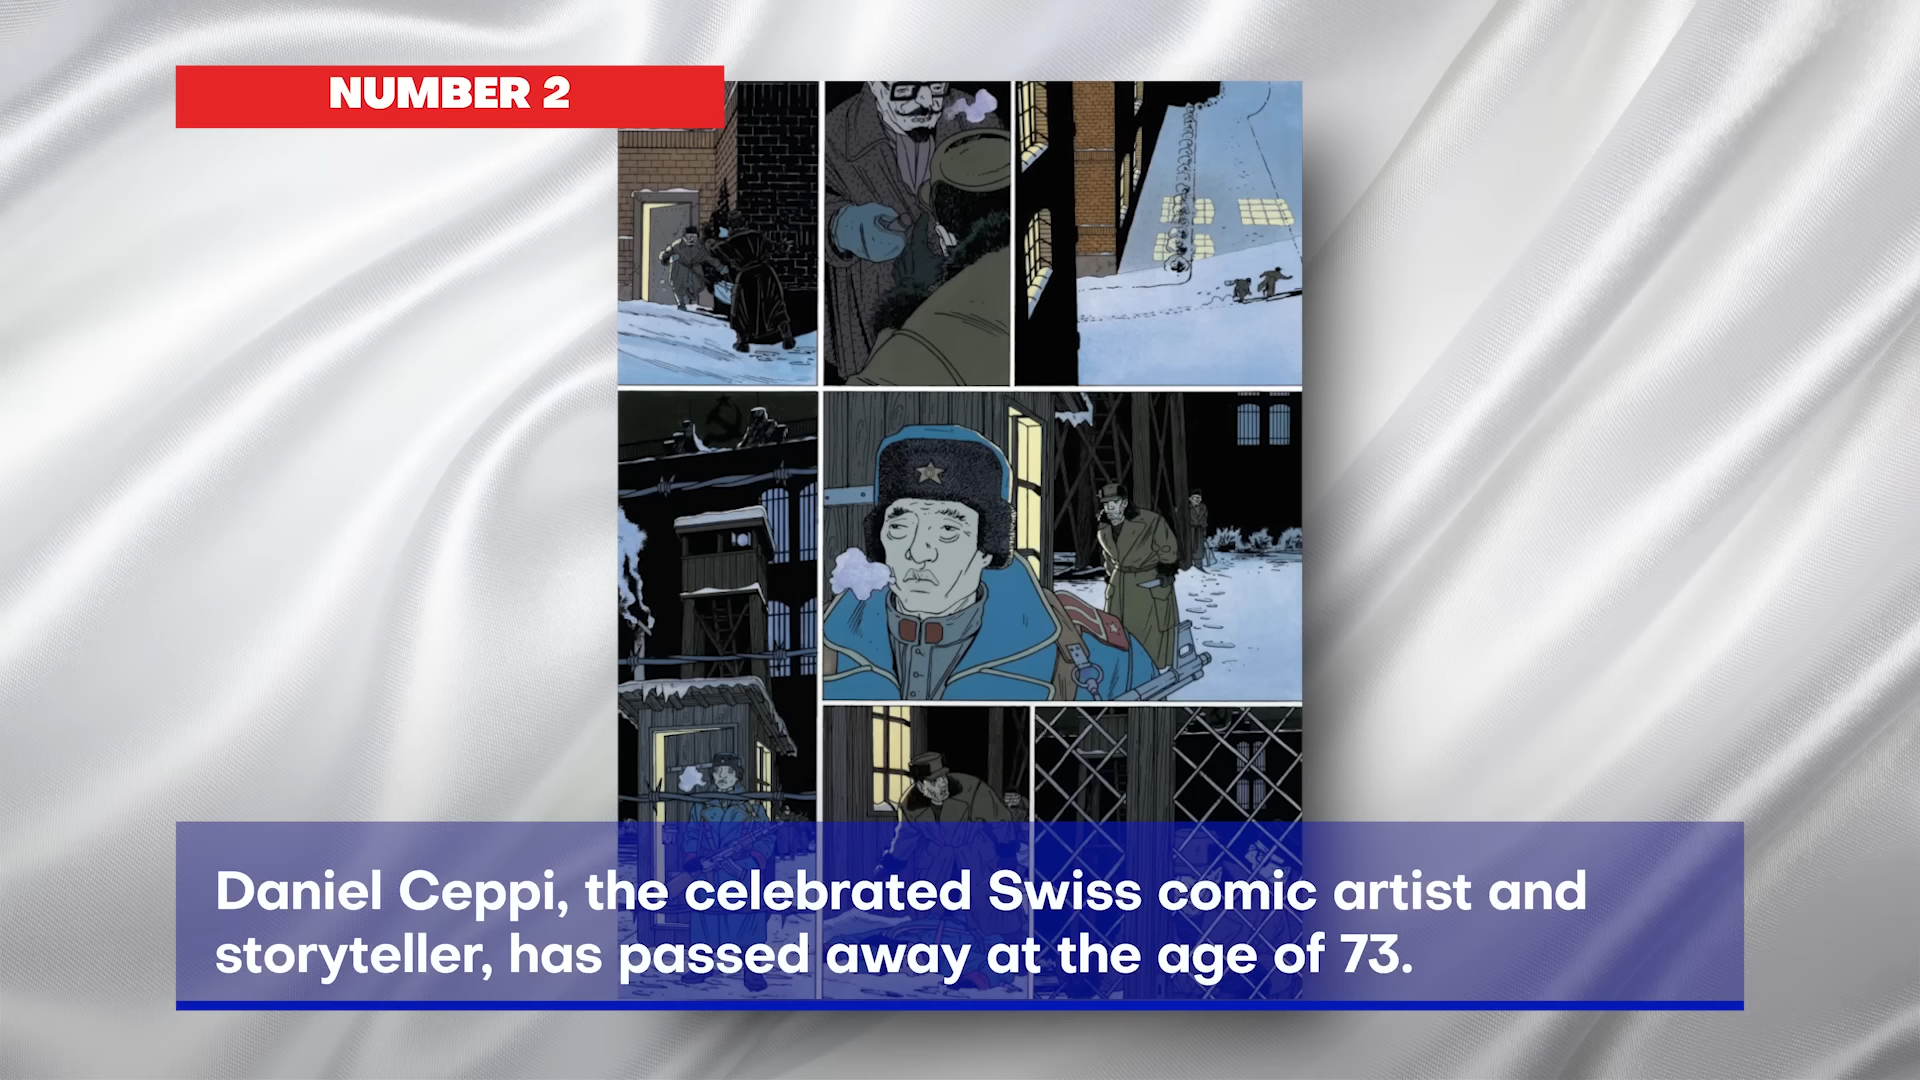 NUMBER 2
Daniel Ceppi, the celebrated Swiss comic artist and
storyteller, has passed away at the age of 73.